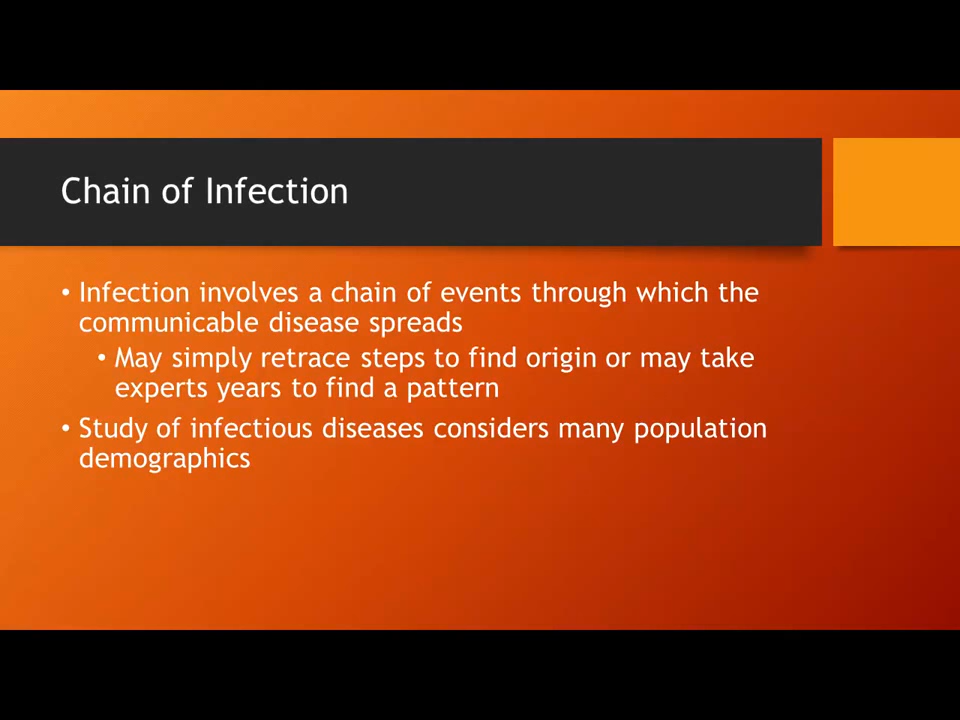 Chain of Infection
• Infection involves a chain of events through which the
communicable disease spreads
• May simply retrace steps to find origin or may take
experts years to find a pattern
• Study of infectious diseases considers many population
demographics